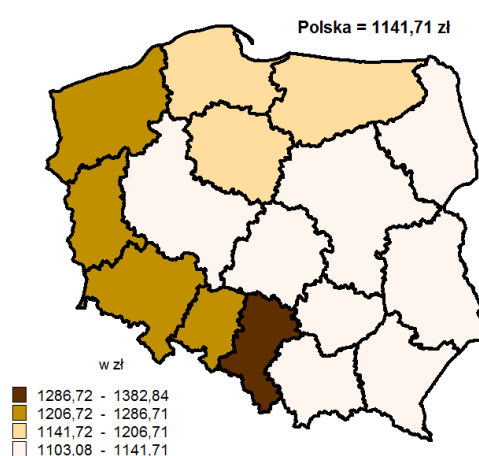 Polska = 1141,71 zł
w zł
1286,72 - 1382,84
1206,72 - 1286,71
1141,72 - 1206,71
1103,08 - 1141,71